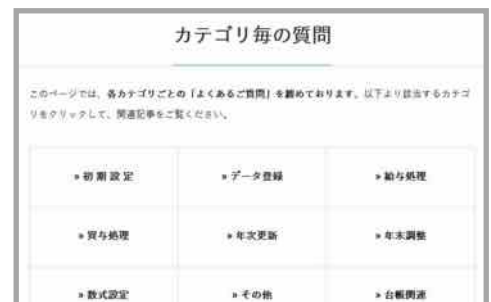 カテゴリ毎の質問
このページでは、各カテゴリごとの「よくあるご質問」を纏めております。以下より該当するカテゴ
リをクリックして、関連記事をご覧ください。
» 初期設定
» データ登録
» 給与処理
» 賞与処理
» 年次更新
» 年末調整
» 数式設定
» その他
» 台帳関連